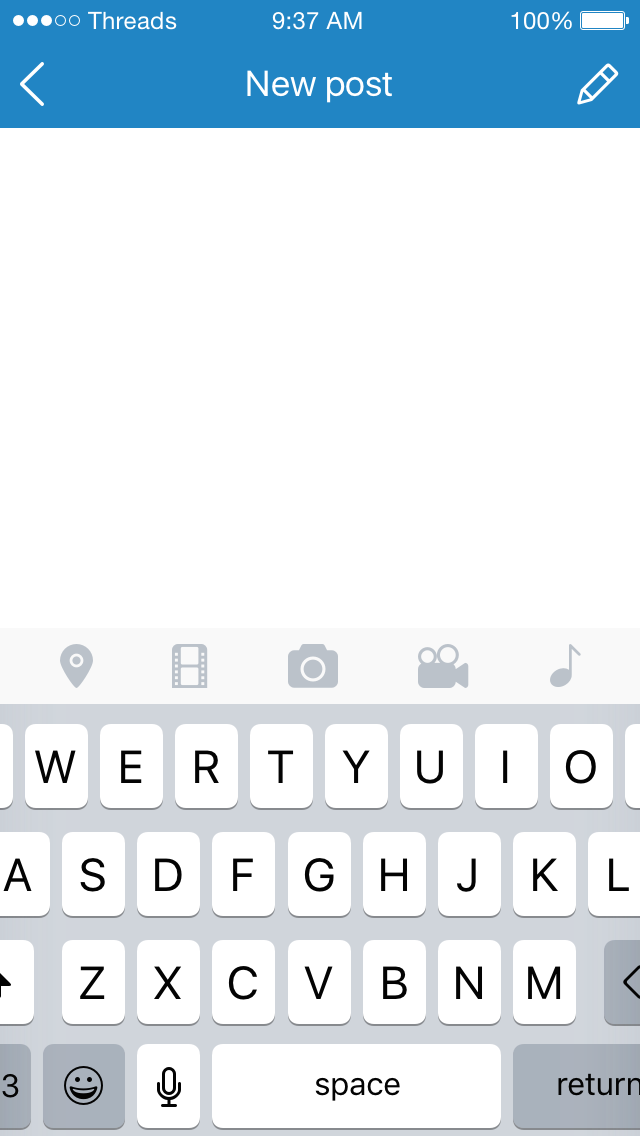 Threads 9:37 AM 100%
New post
W E R T Y U I O
A S D F G H J K L
Z X C V B N M
3 space return